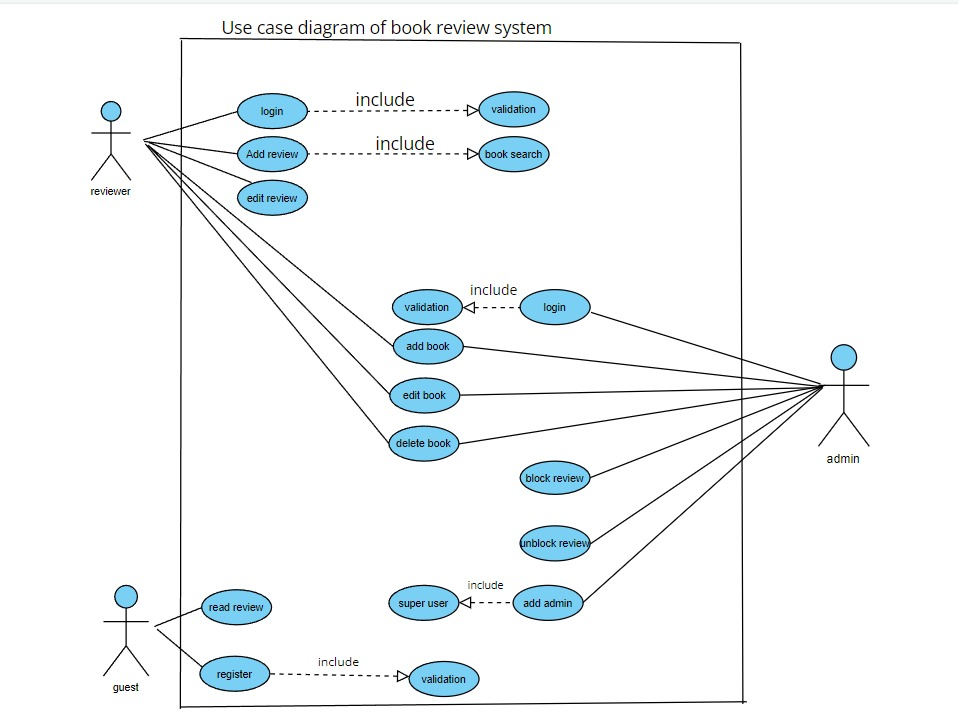 Use case diagram of book review system
login
include
validation
Add review
include
book search
edit review
reviewer
validation
include
login
add book
edit book
delete book
admin
block review
unblock review
read review
super user
include
add admin
register
include
validation
guest